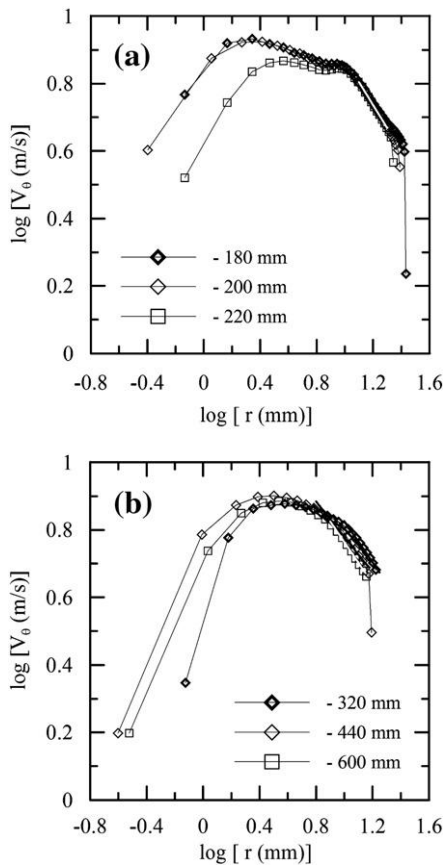 1
(a)
0.8
0.6
0.4
0.2
0
log [V_θ (m/s)]
- 180 mm
- 200 mm
- 220 mm
-0.8 -0.4 0 0.4 0.8 1.2 1.6
log [ r (mm)]
1
(b)
0.8
0.6
0.4
0.2
0
log [V_θ (m/s)]
- 320 mm
- 440 mm
- 600 mm
-0.8 -0.4 0 0.4 0.8 1.2 1.6
log [ r (mm)]